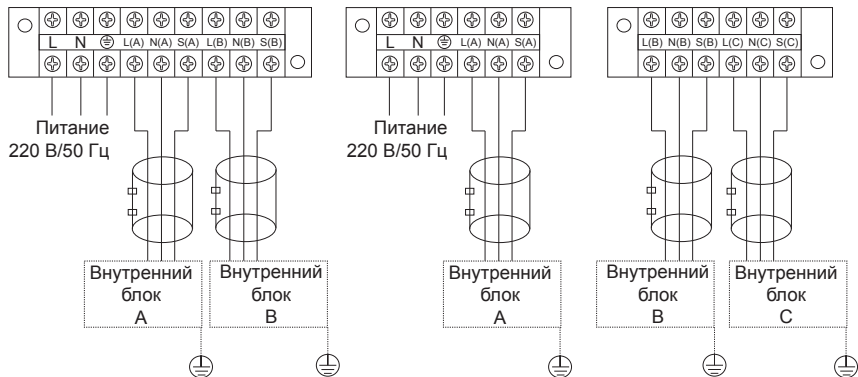 L N L(A) N(A) S(A) L(B) N(B) S(B)
Питание
220 В/50 Гц
Внутренний
блок
A
Внутренний
блок
B
L N L(A) N(A) S(A)
Питание
220 В/50 Гц
Внутренний
блок
A
L(B) N(B) S(B) L(C) N(C) S(C)
Внутренний
блок
B
Внутренний
блок
C